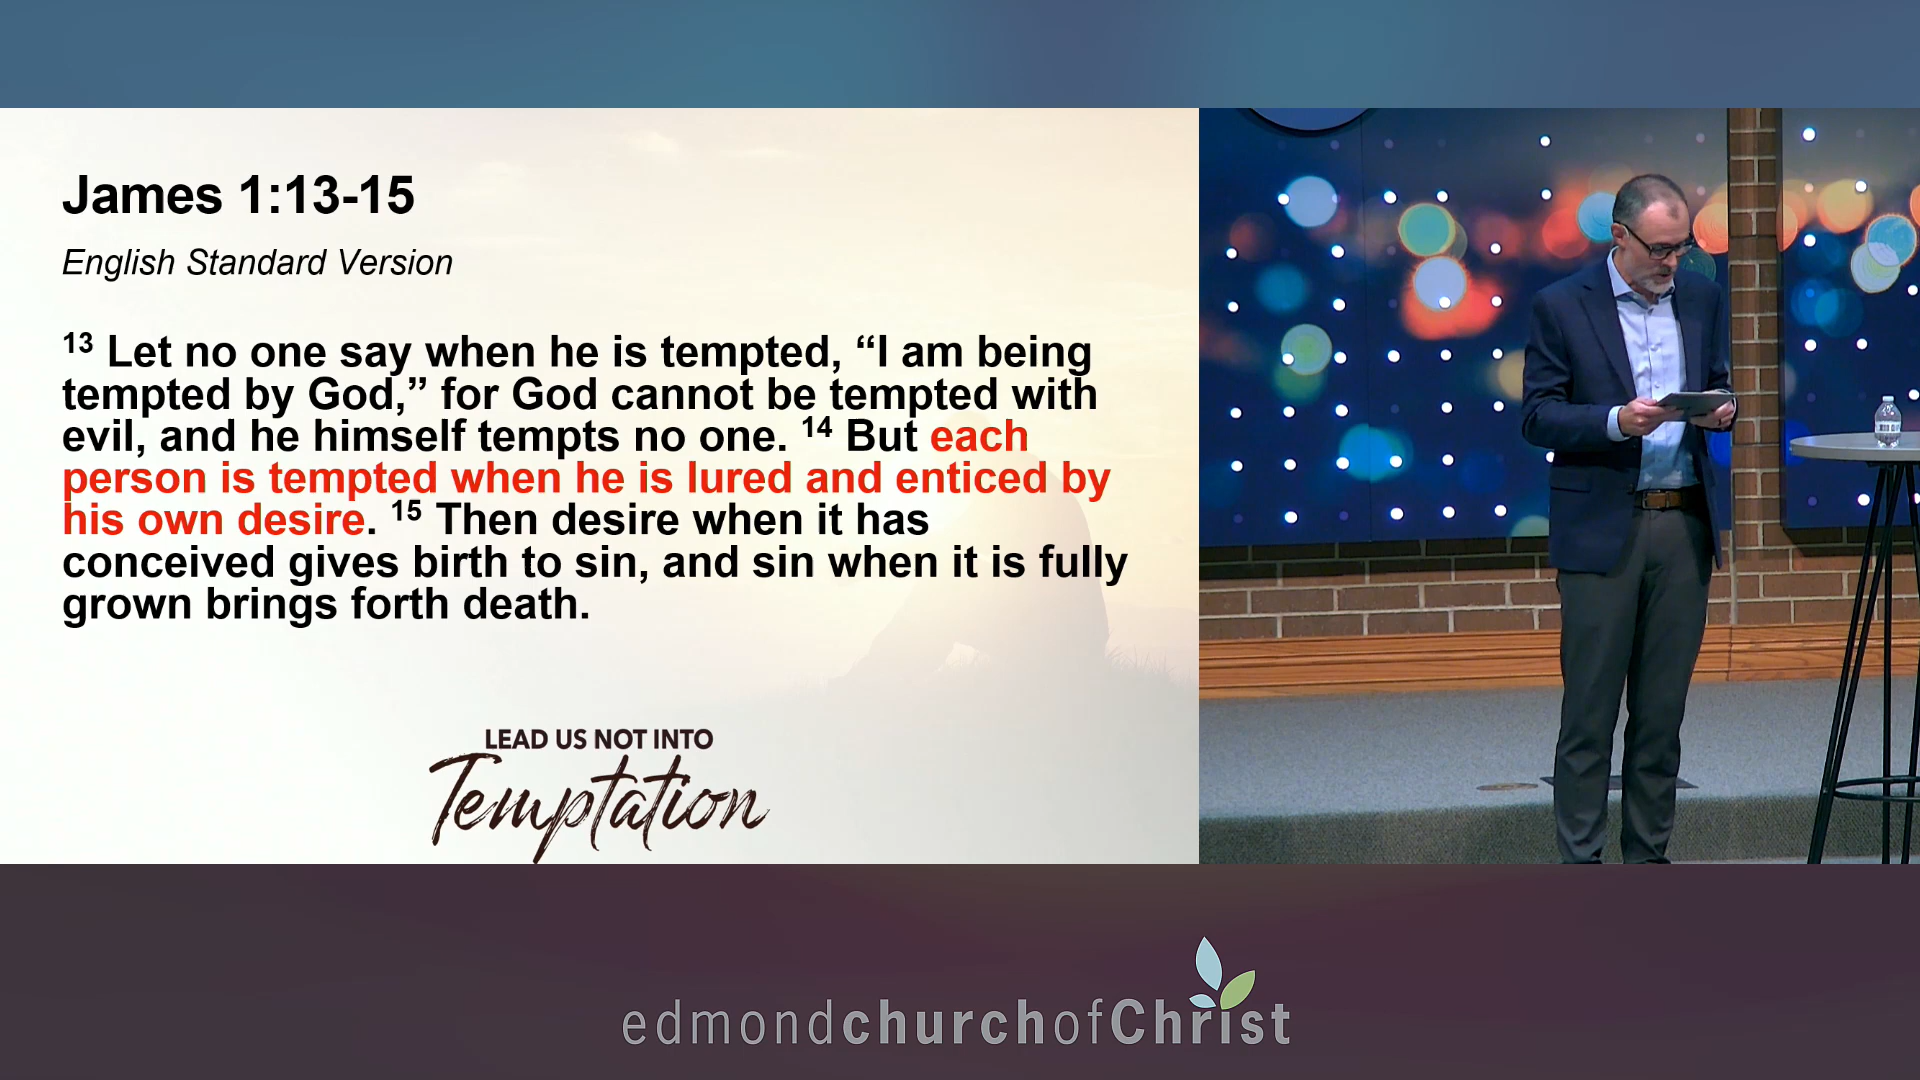 James 1:13-15
English Standard Version
13 Let no one say when he is tempted, “I am being
tempted by God,” for God cannot be tempted with
evil, and he himself tempts no one. 14 But each
person is tempted when he is lured and enticed by
his own desire. 15 Then desire when it has
conceived gives birth to sin, and sin when it is fully
grown brings forth death.
LEAD US NOT INTO
Temptation
edmondchurchofChrist